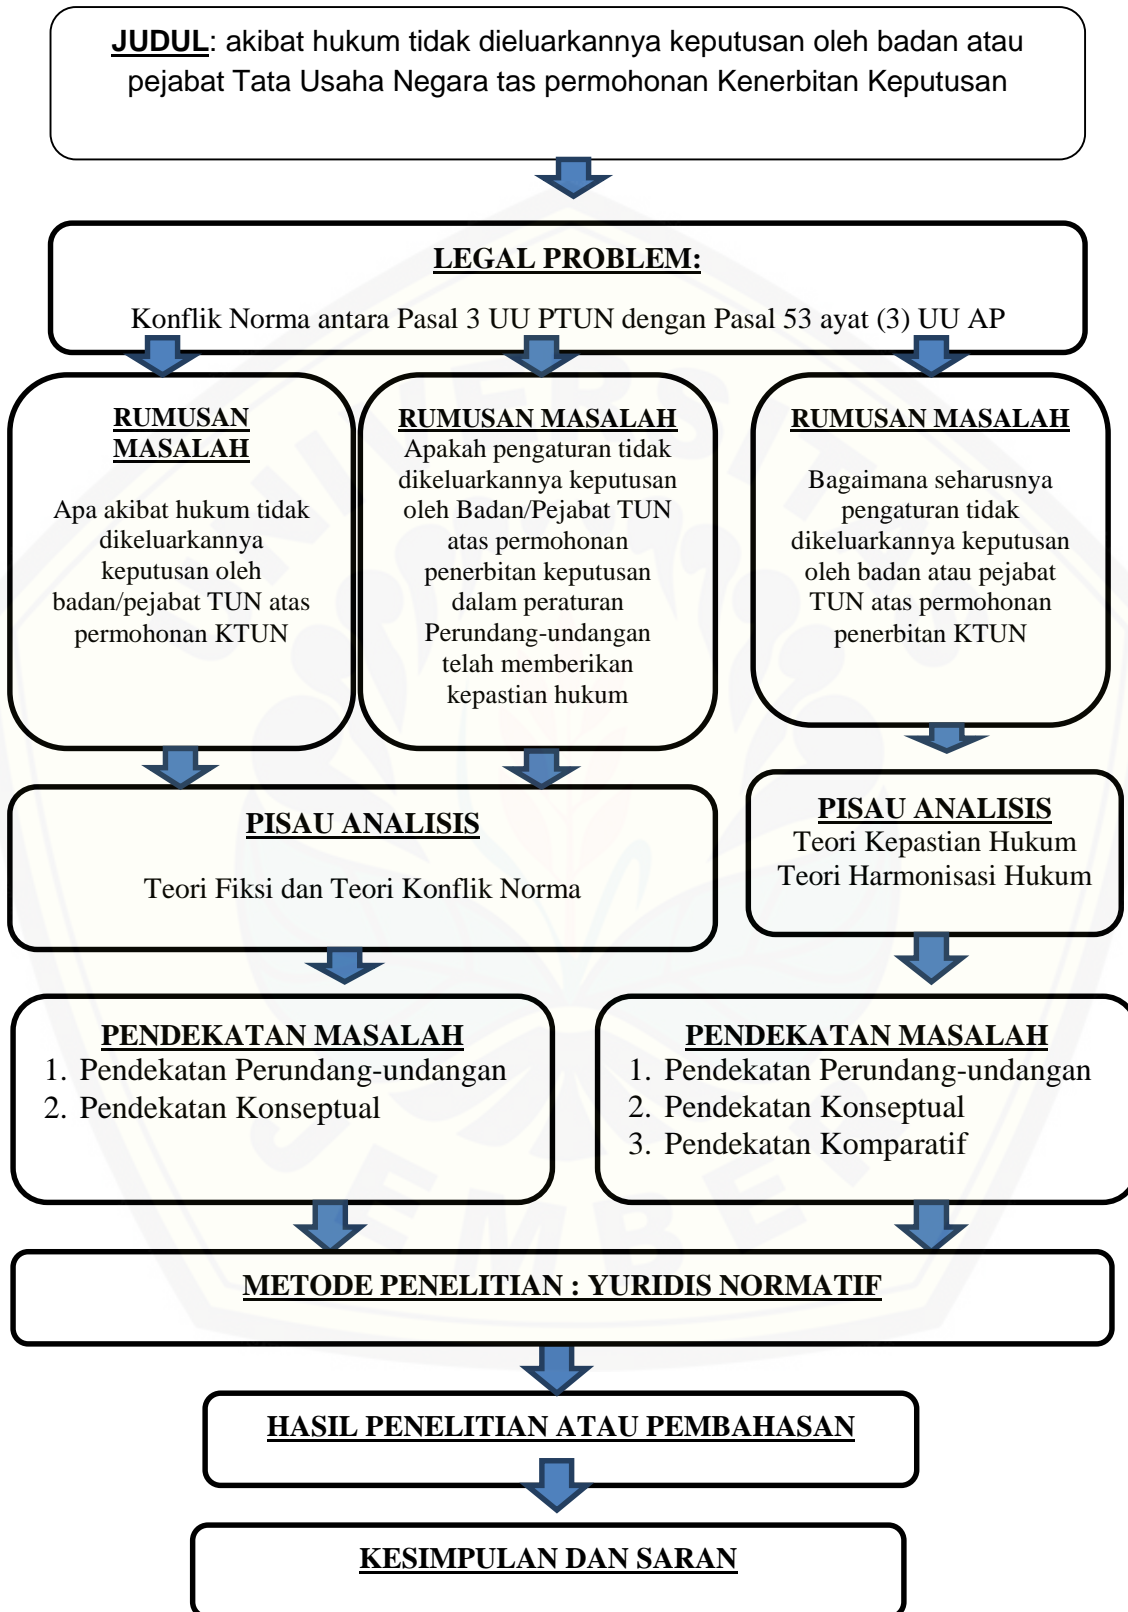 JUDUL: akibat hukum tidak dieluarkannya keputusan oleh badan atau
pejabat Tata Usaha Negara tas permohonan Kenerbitan Keputusan
LEGAL PROBLEM:
Konflik Norma antara Pasal 3 UU PTUN dengan Pasal 53 ayat (3) UU AP
RUMUSAN
MASALAH
Apa akibat hukum tidak
dikeluarkannya
keputusan oleh
badan/pejabat TUN atas
permohonan KTUN
RUMUSAN MASALAH
Apakah pengaturan tidak
dikeluarkannya keputusan
oleh Badan/Pejabat TUN
atas permohonan
penerbitan keputusan
dalam peraturan
Perundang-undangan
telah memberikan
kepastian hukum
RUMUSAN MASALAH
Bagaimana seharusnya
pengaturan tidak
dikeluarkannya keputusan
oleh badan atau pejabat
TUN atas permohonan
penerbitan KTUN
PISAU ANALISIS
Teori Fiksi dan Teori Konflik Norma
PISAU ANALISIS
Teori Kepastian Hukum
Teori Harmonisasi Hukum
PENDEKATAN MASALAH
1. Pendekatan Perundang-undangan
2. Pendekatan Konseptual
PENDEKATAN MASALAH
1. Pendekatan Perundang-undangan
2. Pendekatan Konseptual
3. Pendekatan Komparatif
METODE PENELITIAN : YURIDIS NORMATIF
HASIL PENELITIAN ATAU PEMBAHASAN
KESIMPULAN DAN SARAN
UNIVERSITAS
JEMBER